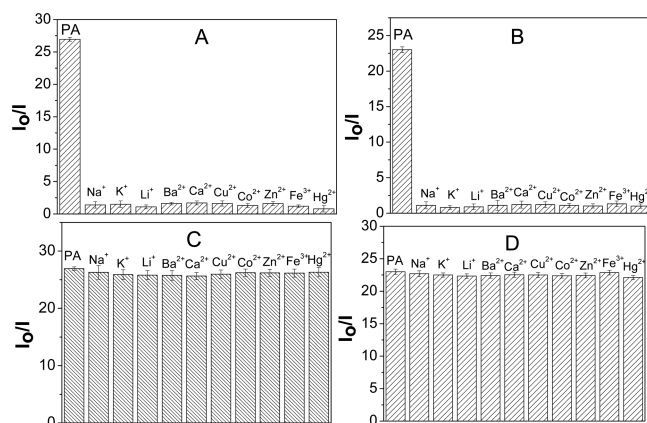 A
I₀/I
30
25
20
15
10
5
0
PA Na⁺ K⁺ Li⁺ Ba²⁺ Ca²⁺ Cu²⁺ Co²⁺ Zn²⁺ Fe³⁺ Hg²⁺
B
I₀/I
25
20
15
10
5
0
PA Na⁺ K⁺ Li⁺ Ba²⁺ Ca²⁺ Cu²⁺ Co²⁺ Zn²⁺ Fe³⁺ Hg²⁺
C
I₀/I
30
20
10
0
PA Na⁺ K⁺ Li⁺ Ba²⁺ Ca²⁺ Cu²⁺ Co²⁺ Zn²⁺ Fe³⁺ Hg²⁺
D
I₀/I
30
25
20
15
10
5
0
PA Na⁺ K⁺ Li⁺ Ba²⁺ Ca²⁺ Cu²⁺ Co²⁺ Zn²⁺ Fe³⁺ Hg²⁺